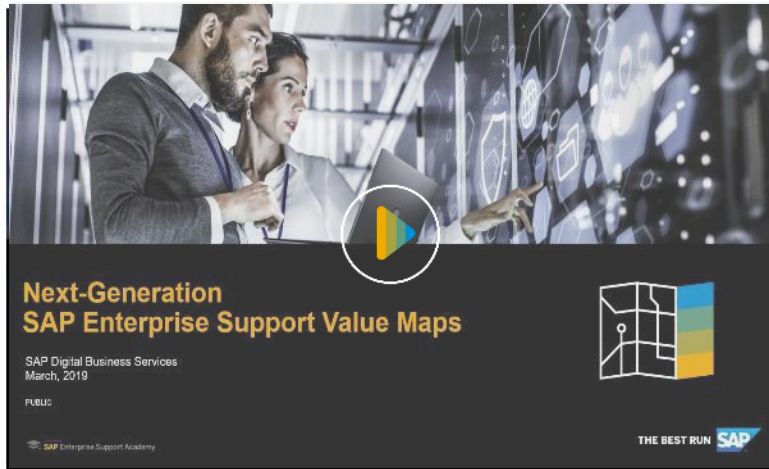 Next-Generation
SAP Enterprise Support Value Maps
SAP Digital Business Services
March, 2019
PUBLIC
SAP Enterprise Support Academy
THE BEST RUN SAP